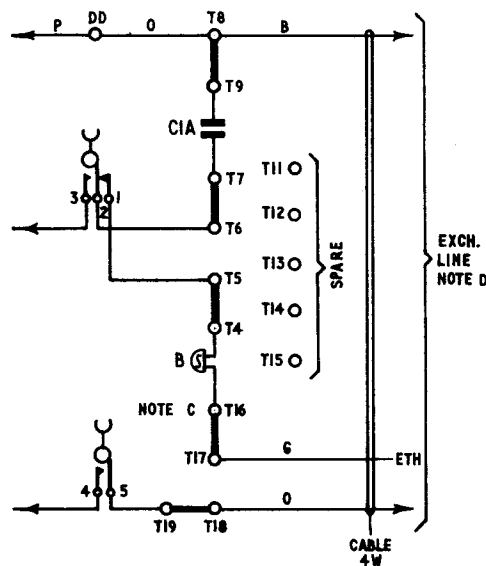 P
DD
O
T8
B
T9
C1A
T7
T11
3
2
1
T6
T12
T5
T13
T4
T14
B
T15
SPARE
EXCH.
LINE
NOTE D
NOTE C
T16
T17
G
ETH
4
5
T19
T18
O
CABLE
4W